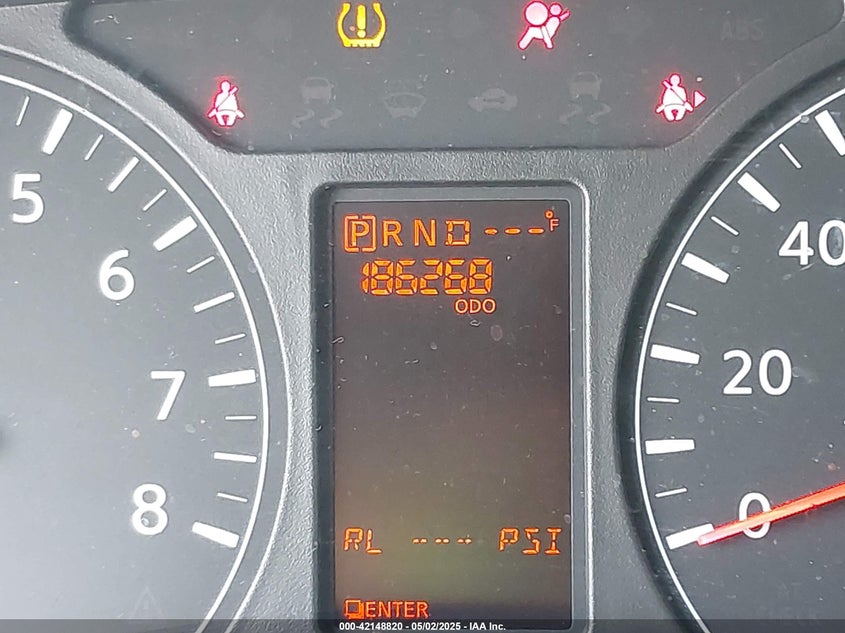 ABS
5
6
7
8
[P] R N D ---°F
186268
ODO
RL --- PSI
ENTER
40
20
0
000-42148820 - 05/02/2025 - IAA Inc.